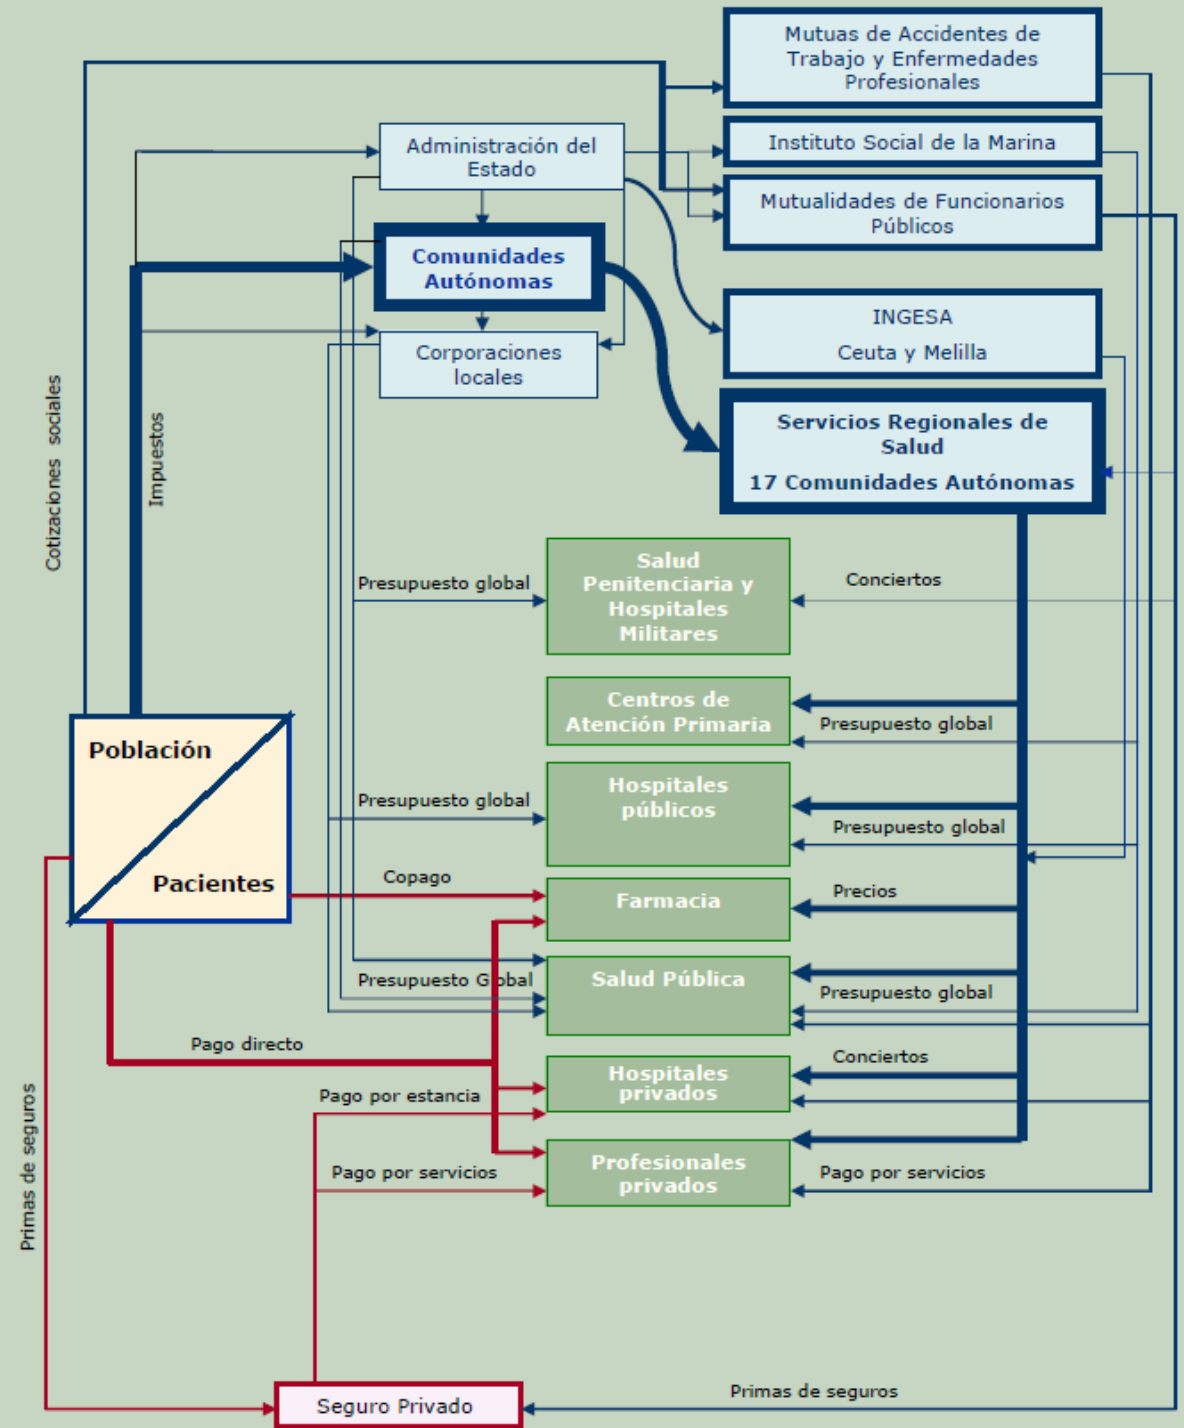 Mutuas de Accidentes de
Trabajo y Enfermedades
Profesionales
Administración del
Estado
Instituto Social de la Marina
Mutualidades de Funcionarios
Públicos
Comunidades
Autónomas
INGESA
Ceuta y Melilla
Corporaciones
locales
Cotizaciones sociales
Impuestos
Servicios Regionales de
Salud
17 Comunidades Autónomas
Presupuesto global
Salud
Penitenciaria y
Hospitales
Militares
Conciertos
Centros de
Atención Primaria
Presupuesto global
Población
Pacientes
Presupuesto global
Hospitales
públicos
Presupuesto global
Copago
Farmacia
Precios
Presupuesto Global
Salud Pública
Presupuesto global
Pago directo
Conciertos
Hospitales
privados
Pago por estancia
Primas de seguros
Pago por servicios
Profesionales
privados
Pago por servicios
Seguro Privado
Primas de seguros